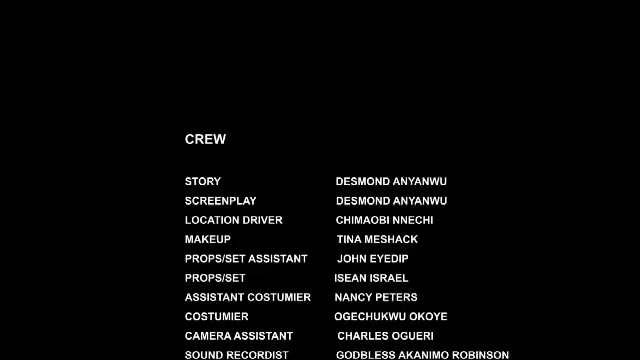 CREW
STORY DESMOND ANYANWU
SCREENPLAY DESMOND ANYANWU
LOCATION DRIVER CHIMAOBI NNECHI
MAKEUP TINA MESHACK
PROPS/SET ASSISTANT JOHN EYEDIP
PROPS/SET ISEAN ISRAEL
ASSISTANT COSTUMIER NANCY PETERS
COSTUMIER OGECHUKWU OKOYE
CAMERA ASSISTANT CHARLES OGUERI
SOUND RECORDIST GODBLESS AKANIMO ROBINSON